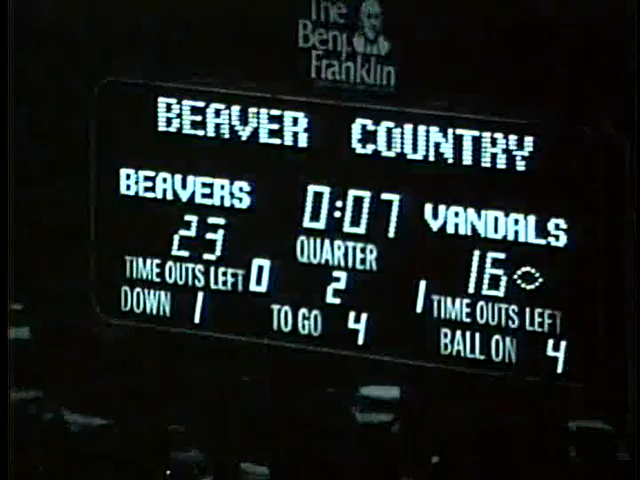 The
Benj.
Franklin
BEAVER COUNTRY
BEAVERS 0:07 VANDALS
23 QUARTER 16
TIME OUTS LEFT 0 2 1 TIME OUTS LEFT
DOWN 1 TO GO 4 BALL ON 4